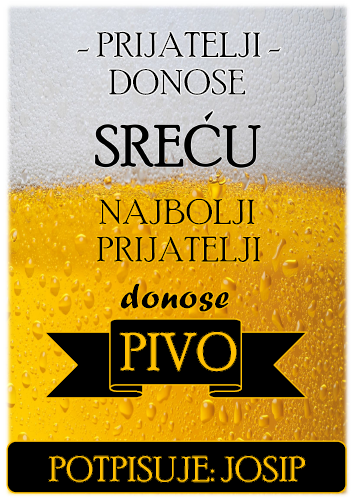 - PRIJATELJI -
DONOSE
SREĆU
NAJBOLJI
PRIJATELJI
donose
PIVO
POTPISUJE: JOSIP